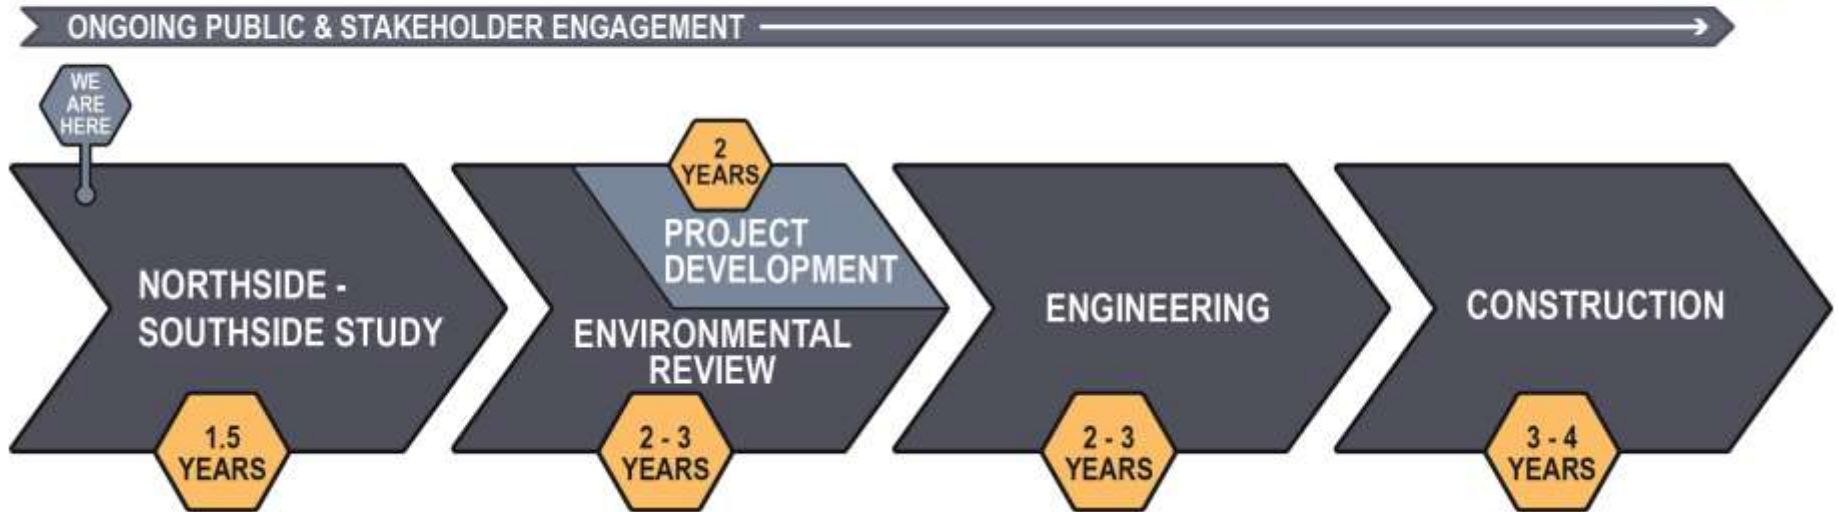 ONGOING PUBLIC & STAKEHOLDER ENGAGEMENT
WE
ARE
HERE
NORTHSIDE -
SOUTHSIDE STUDY
1.5
YEARS
2
YEARS
PROJECT
DEVELOPMENT
ENVIRONMENTAL
REVIEW
2 - 3
YEARS
ENGINEERING
2 - 3
YEARS
CONSTRUCTION
3 - 4
YEARS